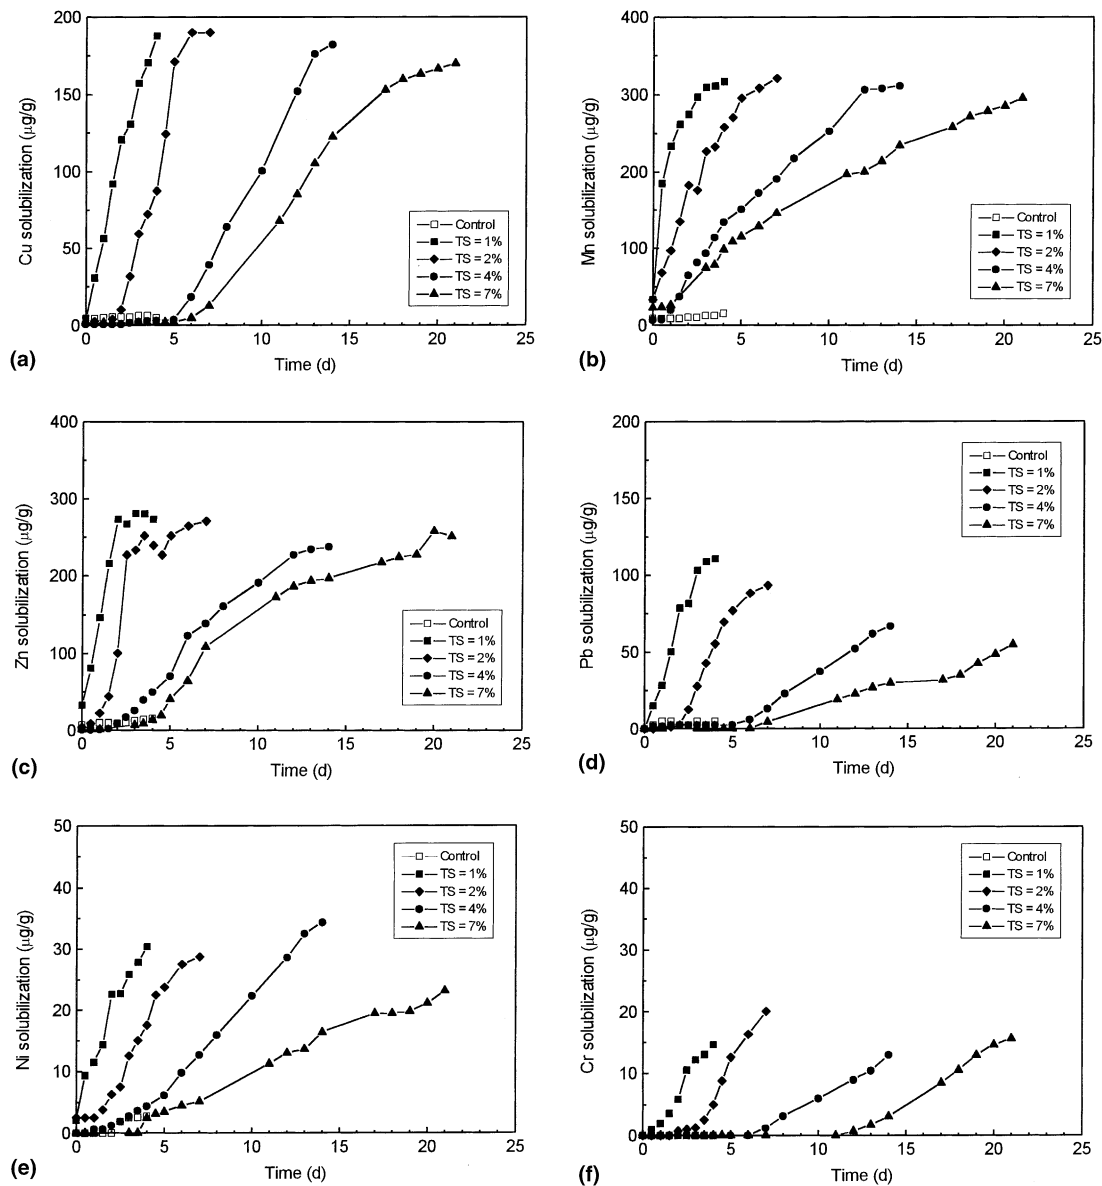 200
150
100
50
0
Cu solubilization (µg/g)
Control
TS = 1%
TS = 2%
TS = 4%
TS = 7%
0 5 10 15 20 25
Time (d)
(a)
400
300
200
100
0
Mn solubilization (µg/g)
Control
TS = 1%
TS = 2%
TS = 4%
TS = 7%
0 5 10 15 20 25
Time (d)
(b)
400
300
200
100
0
Zn solubilization (µg/g)
Control
TS = 1%
TS = 2%
TS = 4%
TS = 7%
0 5 10 15 20 25
Time (d)
(c)
200
150
100
50
0
Pb solubilization (µg/g)
Control
TS = 1%
TS = 2%
TS = 4%
TS = 7%
0 5 10 15 20 25
Time (d)
(d)
50
40
30
20
10
0
Ni solubilization (µg/g)
Control
TS = 1%
TS = 2%
TS = 4%
TS = 7%
0 5 10 15 20 25
Time (d)
(e)
50
40
30
20
10
0
Cr solubilization (µg/g)
Control
TS = 1%
TS = 2%
TS = 4%
TS = 7%
0 5 10 15 20 25
Time (d)
(f)